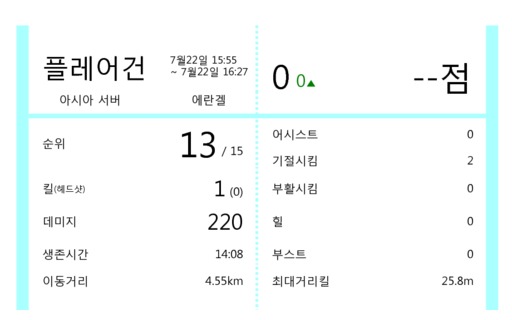 플레어건
7월22일 15:55
~ 7월22일 16:27
아시아 서버
에란겔
0 0▲
--점
순위 13 / 15
킬(헤드샷) 1 (0)
데미지 220
생존시간 14:08
이동거리 4.55km
어시스트 0
기절시킴 2
부활시킴 0
힐 0
부스트 0
최대거리킬 25.8m